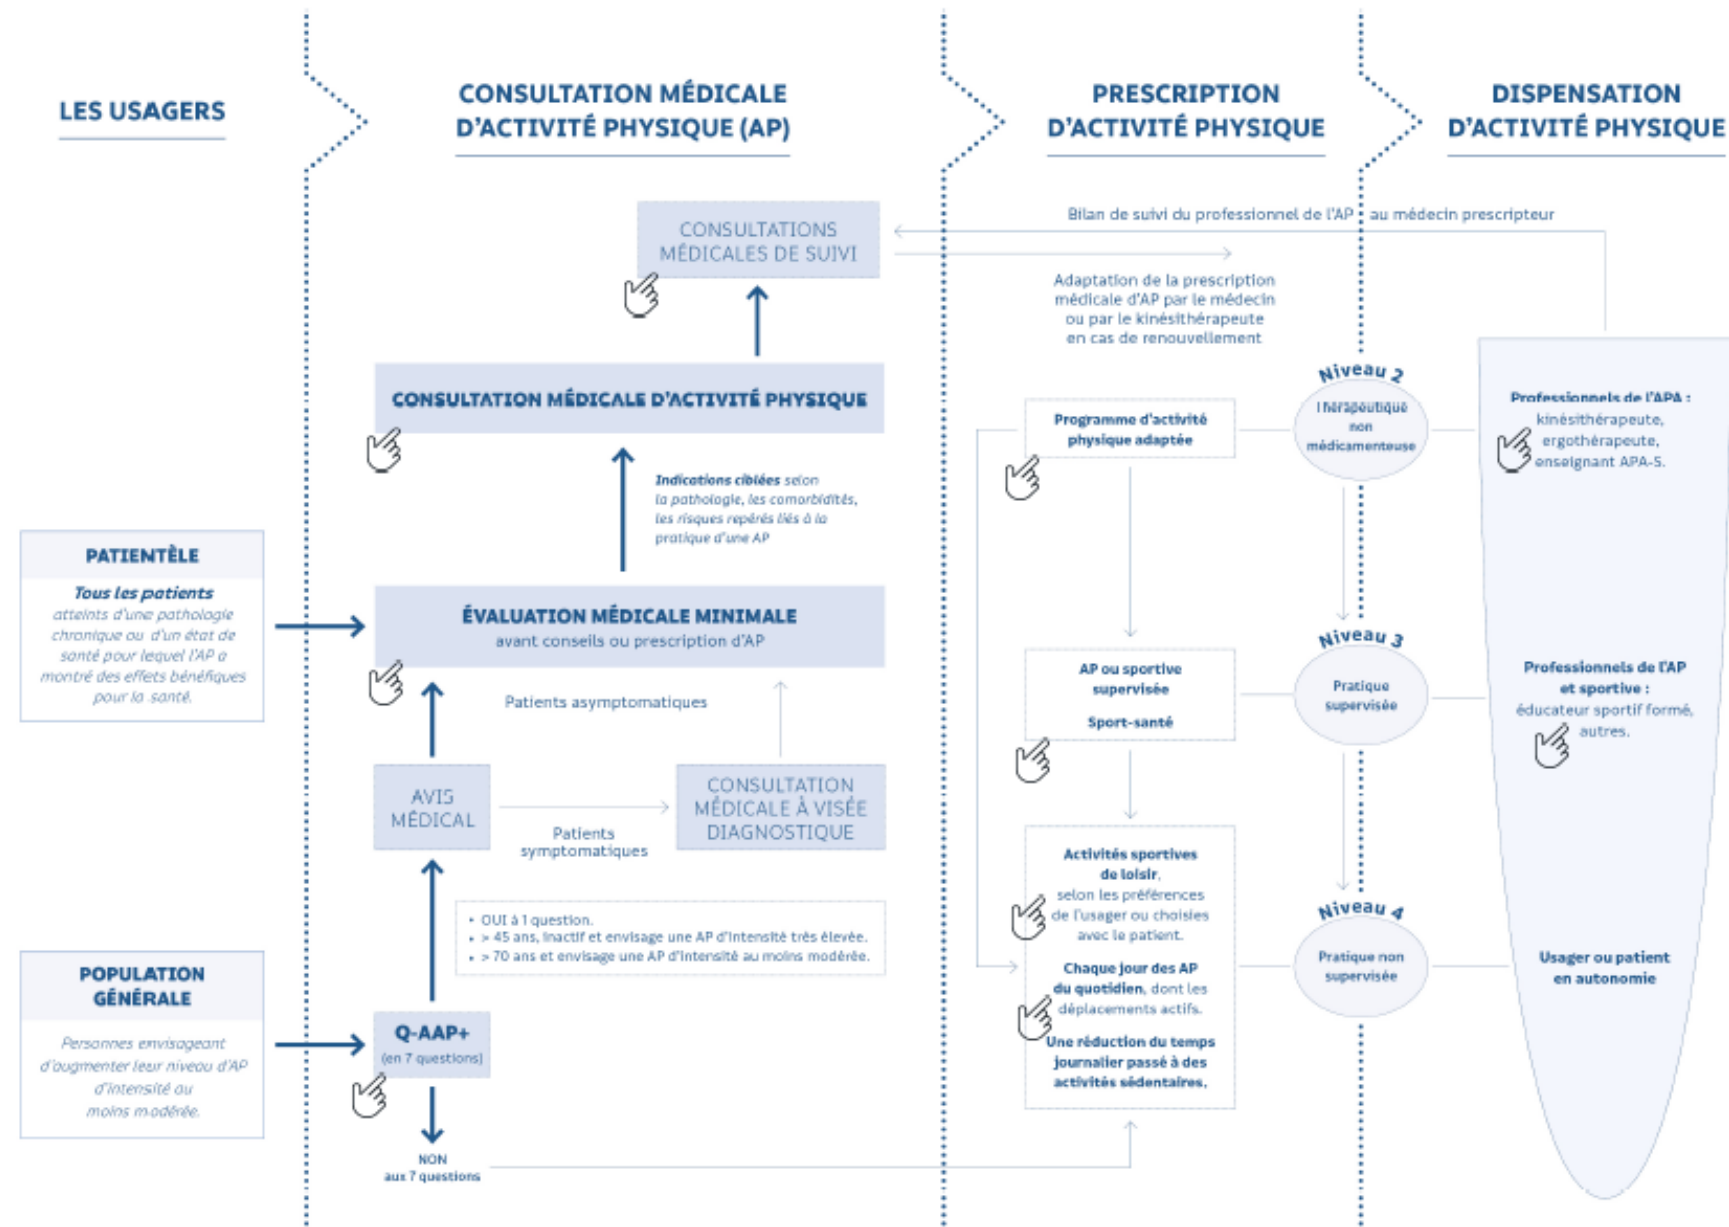 LES USAGERS
CONSULTATION MÉDICALE
D'ACTIVITÉ PHYSIQUE (AP)
PRESCRIPTION
D'ACTIVITÉ PHYSIQUE
DISPENSATION
D'ACTIVITÉ PHYSIQUE
PATIENTÈLE
Tous les patients
atteints d'une pathologie
chronique ou d'un état de
santé pour lequel l'AP a
montré des effets bénéfiques
pour la santé.
POPULATION
GÉNÉRALE
Personnes envisageant
d'augmenter leur niveau d'AP
d'intensité au
moins modérée.
CONSULTATIONS
MÉDICALES DE SUIVI
CONSULTATION MÉDICALE D'ACTIVITÉ PHYSIQUE
Indications ciblées selon
la pathologie, les comorbidités,
les risques repérés liés à la
pratique d'une AP
ÉVALUATION MÉDICALE MINIMALE
avant conseils ou prescription d'AP
Patients asymptomatiques
AVIS
MÉDICAL
Patients
symptomatiques
CONSULTATION
MÉDICALE À VISÉE
DIAGNOSTIQUE
• OUI à 1 question.
• > 45 ans, inactif et envisage une AP d'intensité très élevée.
• > 70 ans et envisage une AP d'intensité au moins modérée.
Q-AAP+
(en 7 questions)
NON
aux 7 questions
Bilan de suivi du professionnel de l'AP au médecin prescripteur
Adaptation de la prescription
médicale d'AP par le médecin
ou par le kinésithérapeute
en cas de renouvellement
Programme d'activité
physique adaptée
Niveau 2
Thérapeutique
non
médicamenteuse
Professionnels de l'APA :
kinésithérapeute,
ergothérapeute,
enseignant APA-S.
AP ou sportive
supervisée
Sport-santé
Niveau 3
Pratique
supervisée
Professionnels de l'AP
et sportive :
éducateur sportif formé,
autres.
Activités sportives
de loisir,
selon les préférences
de l'usager ou choisies
avec le patient.
Chaque jour des AP
du quotidien, dont les
déplacements actifs.
Une réduction du temps
journalier passé à des
activités sédentaires.
Niveau 4
Pratique non
supervisée
Usager ou patient
en autonomie